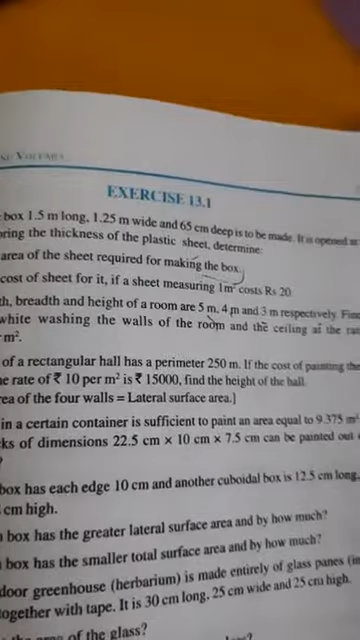 EXERCISE 13.1
box 1.5 m long, 1.25 m wide and 65 cm deep is to be made. It is opened at
the thickness of the plastic sheet, determine:
area of the sheet required for making the box.
cost of sheet for it, if a sheet measuring 1m² costs Rs 20.
breadth and height of a room are 5 m, 4 m and 3 m respectively. Find
white washing the walls of the room and the ceiling at the
m².
of a rectangular hall has a perimeter 250 m. If the cost of painting the
rate of ₹ 10 per m² is ₹ 15000, find the height of the hall.
of the four walls = Lateral surface area.]
in a certain container is sufficient to paint an area equal to 9.375 m²
of dimensions 22.5 cm × 10 cm × 7.5 cm can be painted out
box has each edge 10 cm and another cuboidal box is 12.5 cm long,
cm high.
box has the greater lateral surface area and by how much?
box has the smaller total surface area and by how much?
greenhouse (herbarium) is made entirely of glass panes
together with tape. It is 30 cm long, 25 cm wide and 25 cm high.
of the glass?